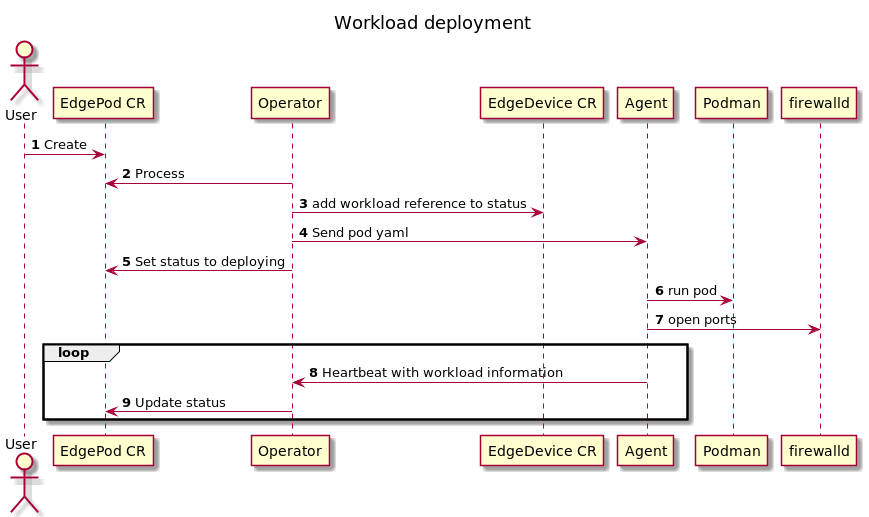 Workload deployment
User
EdgePod CR
Operator
EdgeDevice CR
Agent
Podman
firewalld
1 Create
2 Process
3 add workload reference to status
4 Send pod yaml
5 Set status to deploying
6 run pod
7 open ports
loop
8 Heartbeat with workload information
9 Update status
User
EdgePod CR
Operator
EdgeDevice CR
Agent
Podman
firewalld